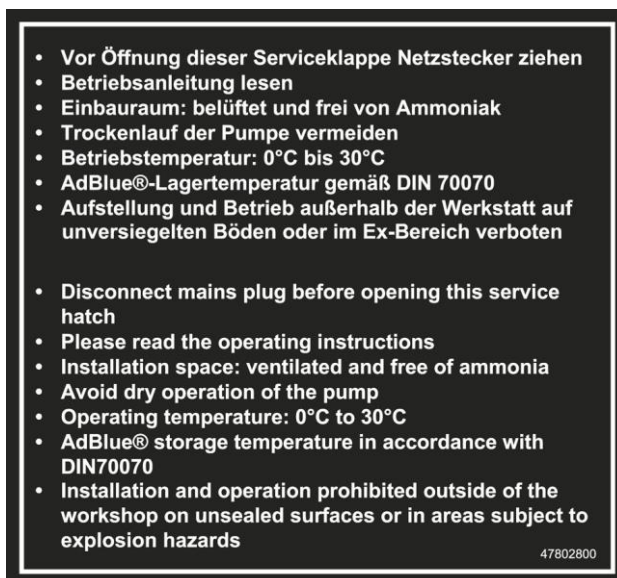 • Vor Öffnung dieser Serviceklappe Netzstecker ziehen
• Betriebsanleitung lesen
• Einbauraum: belüftet und frei von Ammoniak
• Trockenlauf der Pumpe vermeiden
• Betriebstemperatur: 0°C bis 30°C
• AdBlue®-Lagertemperatur gemäß DIN 70070
• Aufstellung und Betrieb außerhalb der Werkstatt auf
unversiegelten Böden oder im Ex-Bereich verboten
• Disconnect mains plug before opening this service
hatch
• Please read the operating instructions
• Installation space: ventilated and free of ammonia
• Avoid dry operation of the pump
• Operating temperature: 0°C to 30°C
• AdBlue® storage temperature in accordance with
DIN70070
• Installation and operation prohibited outside of the
workshop on unsealed surfaces or in areas subject to
explosion hazards
47802800